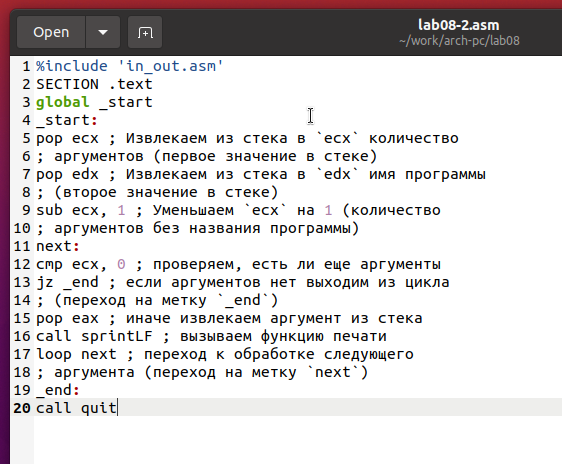 Open
lab08-2.asm
~/work/arch-pc/lab08
1 %include 'in_out.asm'
2 SECTION .text
3 global _start
4 _start:
5 pop ecx ; Извлекаем из стека в `ecx` количество
6 ; аргументов (первое значение в стеке)
7 pop edx ; Извлекаем из стека в `edx` имя программы
8 ; (второе значение в стеке)
9 sub ecx, 1 ; Уменьшаем `ecx` на 1 (количество
10 ; аргументов без названия программы)
11 next:
12 cmp ecx, 0 ; проверяем, есть ли еще аргументы
13 jz _end ; если аргументов нет выходим из цикла
14 ; (переход на метку `_end`)
15 pop eax ; иначе извлекаем аргумент из стека
16 call sprintLF ; вызываем функцию печати
17 loop next ; переход к обработке следующего
18 ; аргумента (переход на метку `next`)
19 _end:
20 call quit